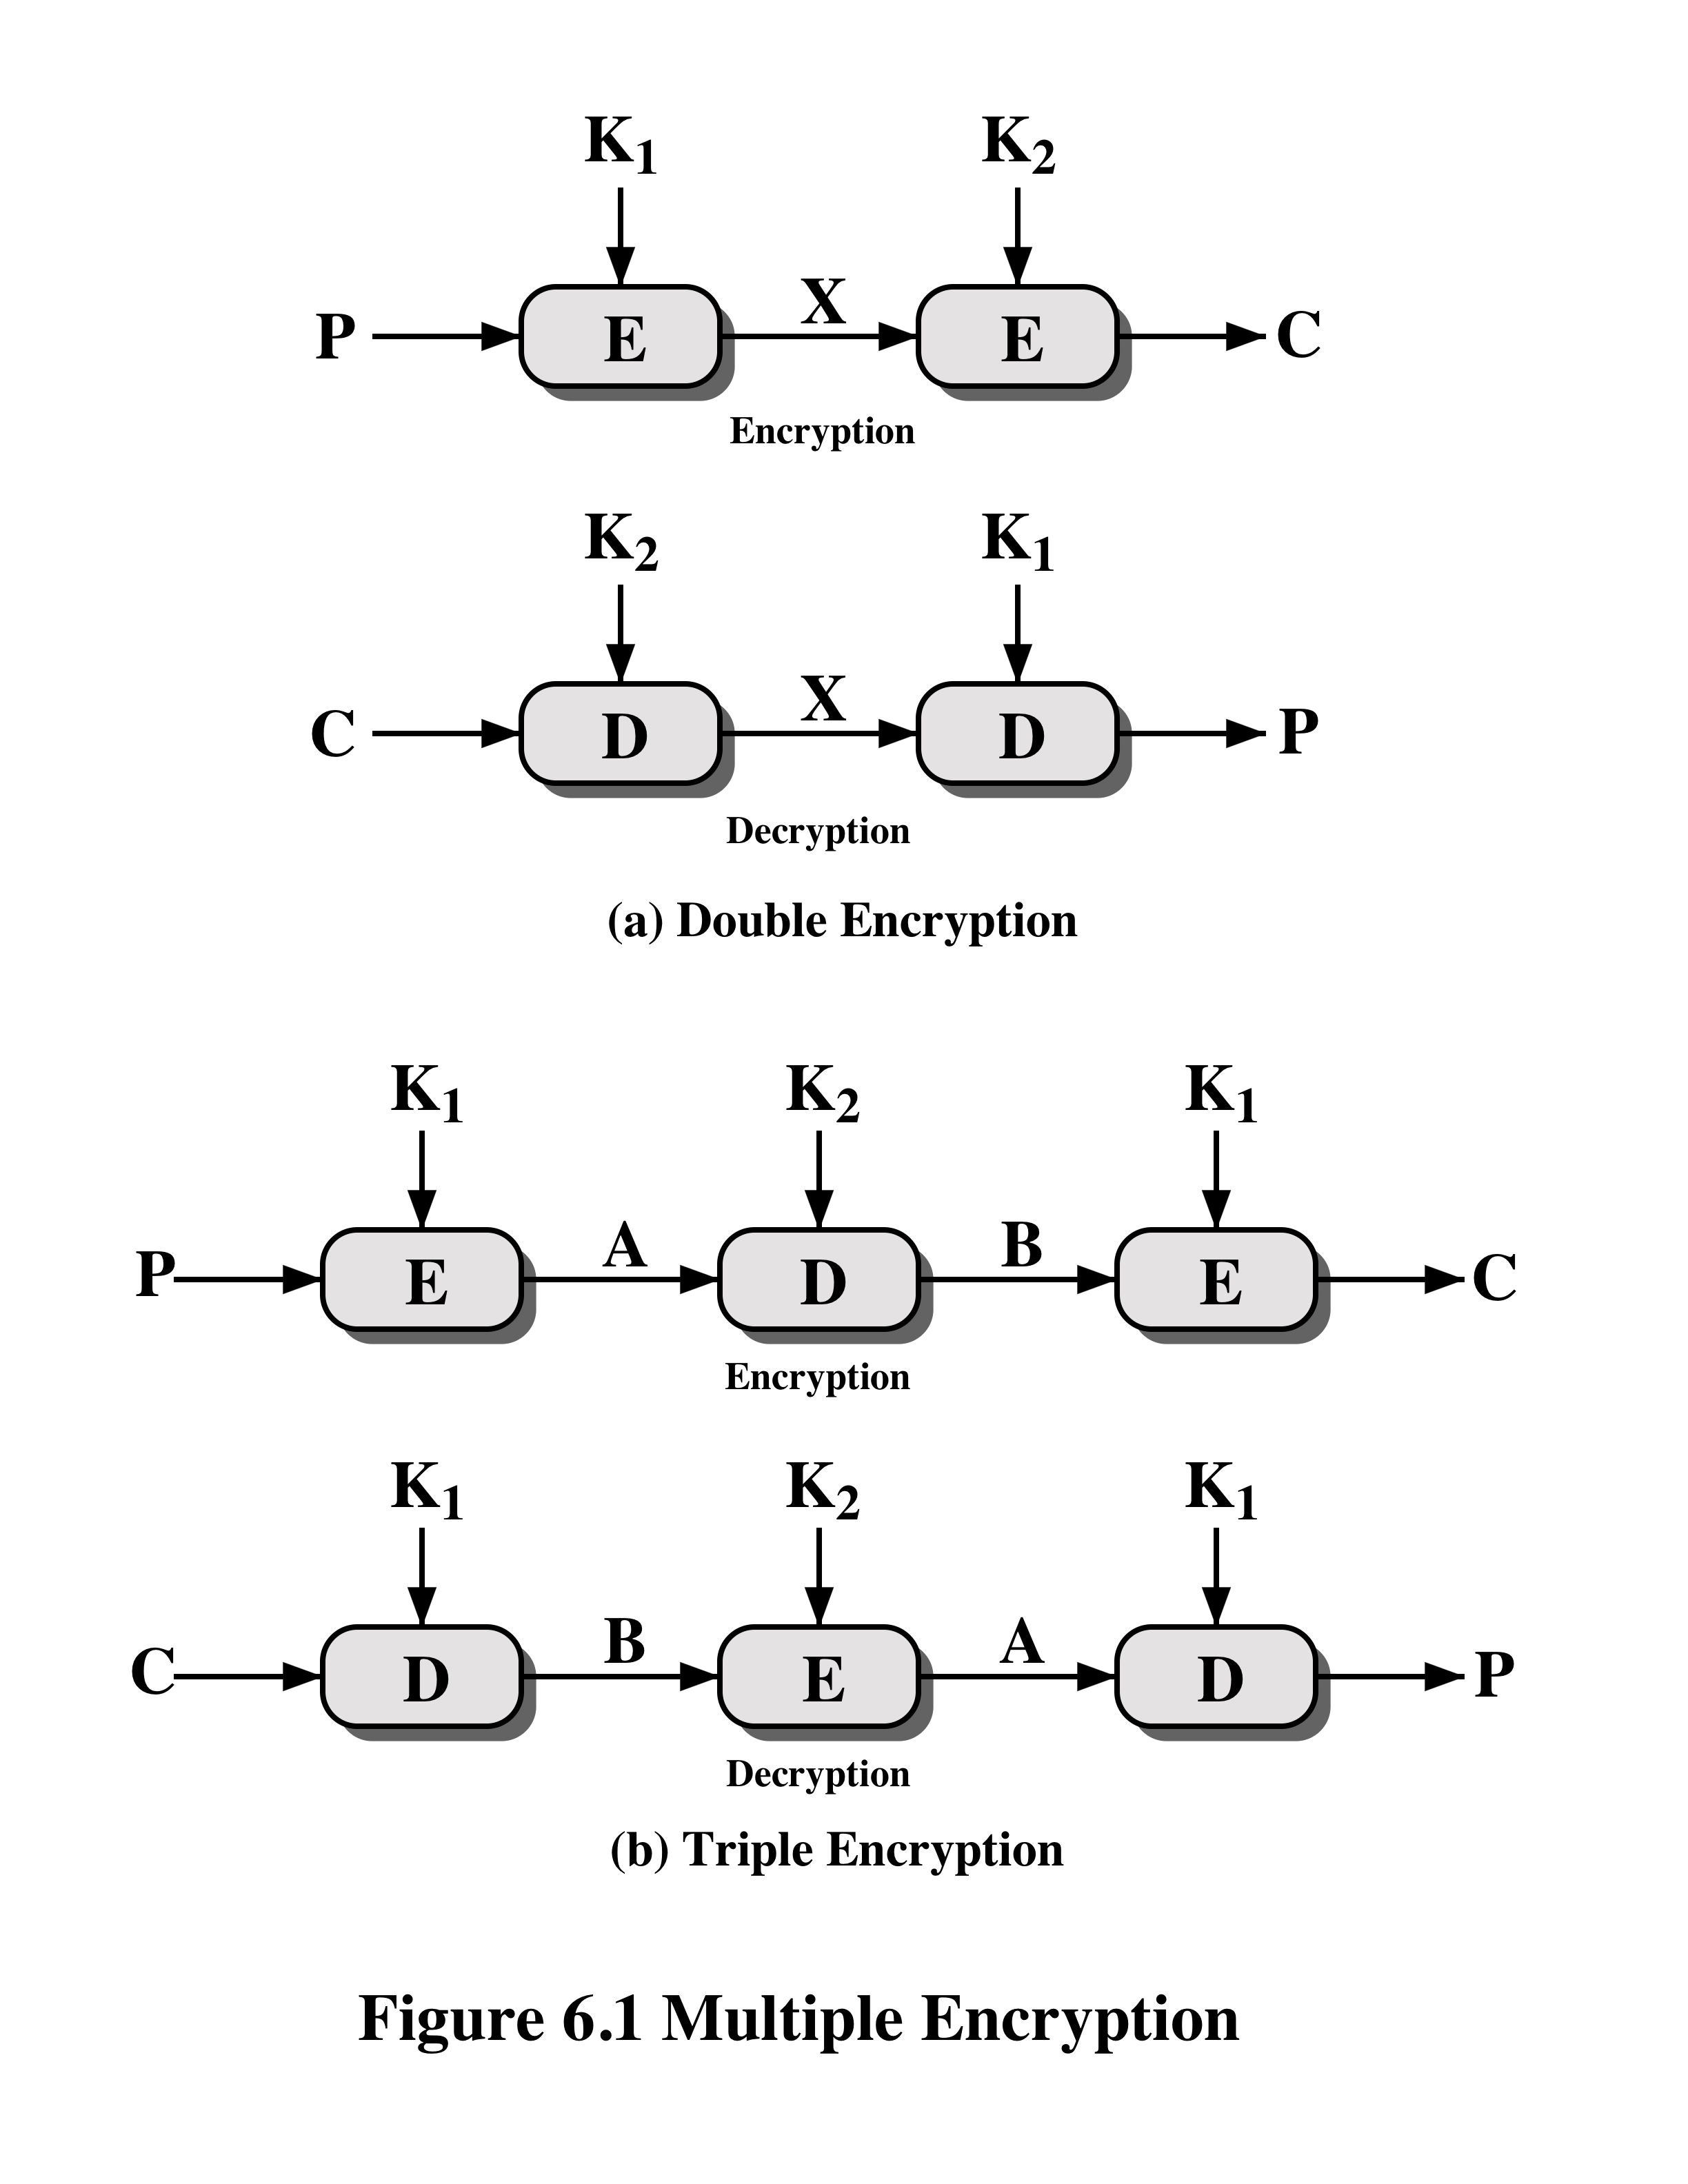 K1 K2
P E X E C
Encryption
K2 K1
C D X D P
Decryption
(a) Double Encryption
K1 K2 K1
P E A D B E C
Encryption
K1 K2 K1
C D B E A D P
Decryption
(b) Triple Encryption
Figure 6.1 Multiple Encryption